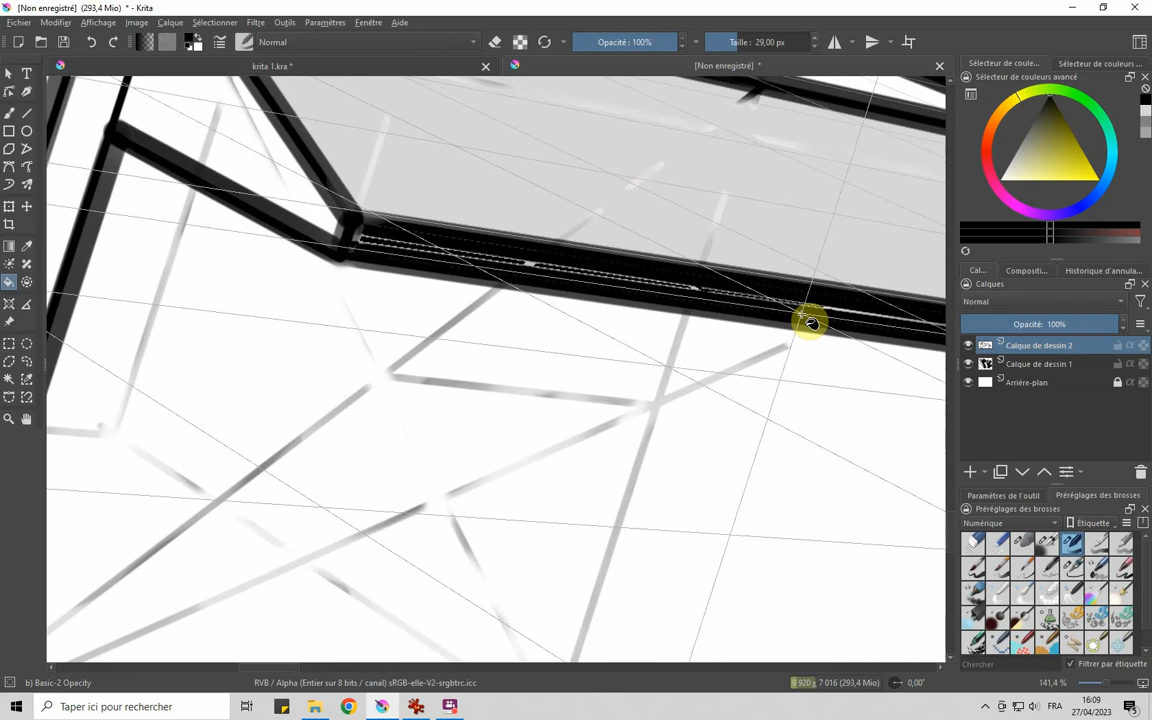 [Non enregistré] (293,4 Mio) * - Krita
Fichier Modifier Affichage Image Calque Sélectionner Filtre Outils Paramètres Fenêtre Aide
Normal Opacité : 100% Taille : 29,00 px
krita 1.kra * [Non enregistré] * Sélecteur de coule... Sélecteur de couleurs ...
Sélecteur de couleurs avancé
Cal... Compositi... Historique d'annula...
Calques
Normal
Opacité: 100%
Calque de dessin 2
Calque de dessin 1
Arrière-plan
Paramètres de l'outil Préréglages des brosses
Préréglages des brosses
Numérique Étiquette
Chercher Filtrer par étiquette
b) Basic-2 Opacity RVB / Alpha (Entier sur 8 bits / canal) sRGB-elle-V2-srgbtrc.icc 9 920 x 7 016 (293,4 Mio) 0,00° 141,4 %
Taper ici pour rechercher FRA 16:09
27/04/2023 5